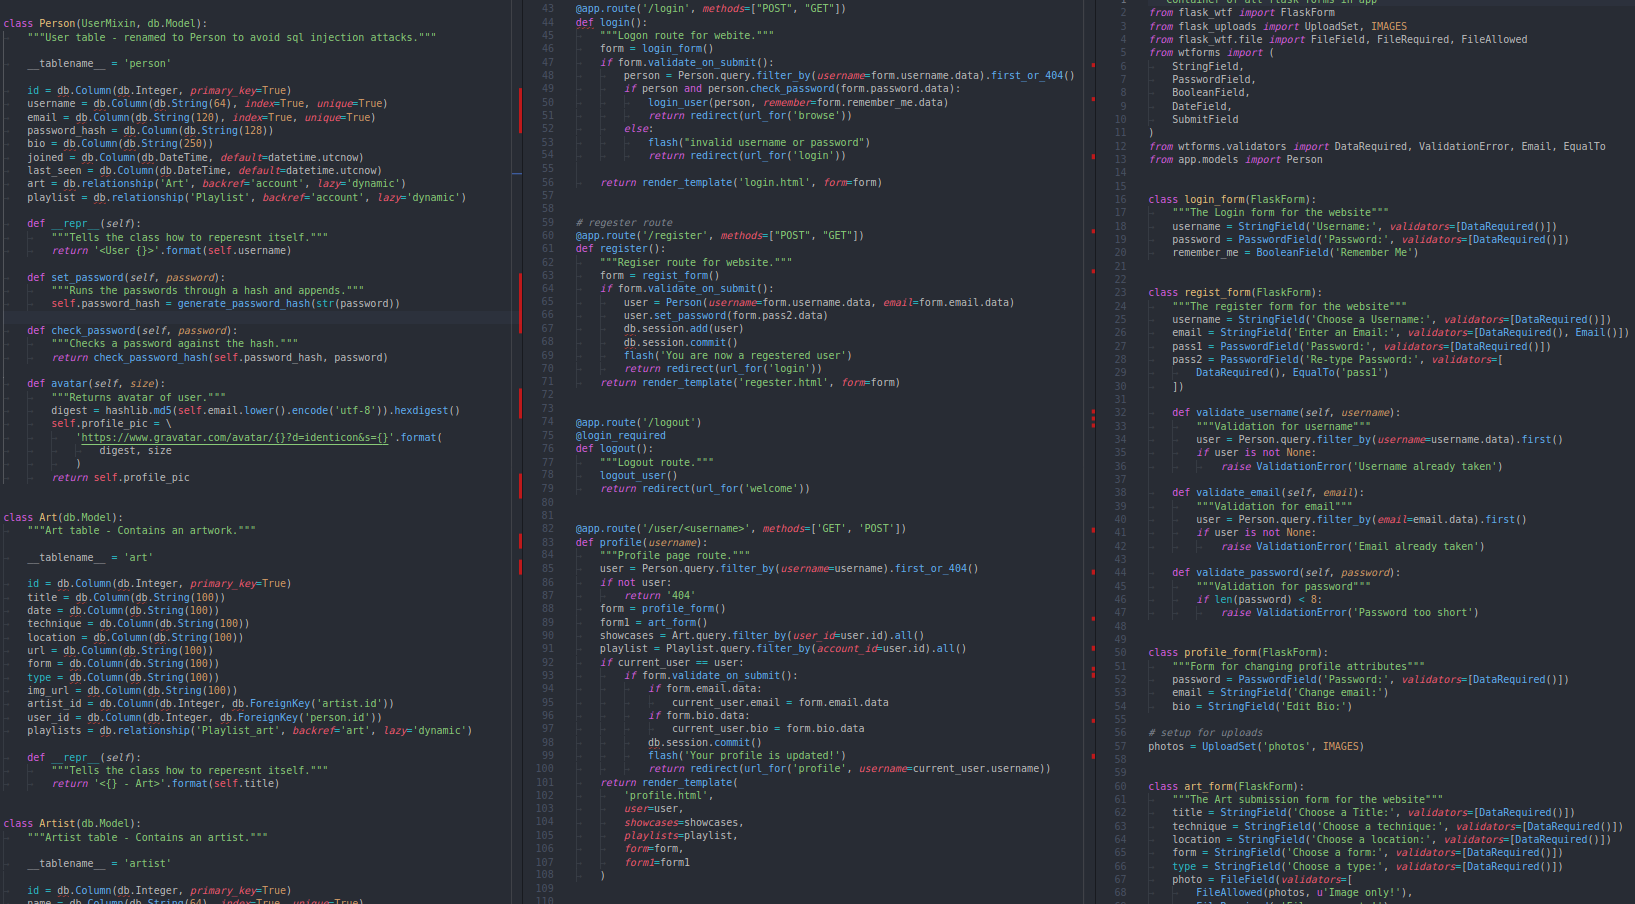 class Person(UserMixin, db.Model):
"""User table - renamed to Person to avoid sql injection attacks."""
__tablename__ = 'person'
id = db.Column(db.Integer, primary_key=True)
username = db.Column(db.String(64), index=True, unique=True)
email = db.Column(db.String(120), index=True, unique=True)
password_hash = db.Column(db.String(128))
bio = db.Column(db.String(250))
joined = db.Column(db.DateTime, default=datetime.utcnow)
last_seen = db.Column(db.DateTime, default=datetime.utcnow)
art = db.relationship('Art', backref='account', lazy='dynamic')
playlist = db.relationship('Playlist', backref='account', lazy='dynamic')
def __repr__(self):
"""Tells the class how to reperesnt itself."""
return '<User {}>'.format(self.username)
def set_password(self, password):
"""Runs the passwords through a hash and appends."""
self.password_hash = generate_password_hash(str(password))
def check_password(self, password):
"""Checks a password against the hash."""
return check_password_hash(self.password_hash, password)
def avatar(self, size):
"""Returns avatar of user."""
digest = hashlib.md5(self.email.lower().encode('utf-8')).hexdigest()
self.profile_pic = \
'https://www.gravatar.com/avatar/{}?d=identicon&s={}'.format(
digest, size
)
return self.profile_pic
class Art(db.Model):
"""Art table - Contains an artwork."""
__tablename__ = 'art'
id = db.Column(db.Integer, primary_key=True)
title = db.Column(db.String(100))
date = db.Column(db.String(100))
technique = db.Column(db.String(100))
location = db.Column(db.String(100))
url = db.Column(db.String(100))
form = db.Column(db.String(100))
type = db.Column(db.String(100))
img_url = db.Column(db.String(100))
artist_id = db.Column(db.Integer, db.ForeignKey('artist.id'))
user_id = db.Column(db.Integer, db.ForeignKey('person.id'))
playlists = db.relationship('Playlist_art', backref='art', lazy='dynamic')
def __repr__(self):
"""Tells the class how to reperesnt itself."""
return '<{} - Art>'.format(self.title)
class Artist(db.Model):
"""Artist table - Contains an artist."""
__tablename__ = 'artist'
id = db.Column(db.Integer, primary_key=True)
name = db.Column(db.String(64), index=True, unique=True)
43 @app.route('/login', methods=["POST", "GET"])
44 def login():
45 """Logon route for webite."""
46 form = login_form()
47 if form.validate_on_submit():
48 person = Person.query.filter_by(username=form.username.data).first_or_404()
49 if person and person.check_password(form.password.data):
50 login_user(person, remember=form.remember_me.data)
51 return redirect(url_for('browse'))
52 else:
53 flash("invalid username or password")
54 return redirect(url_for('login'))
55
56 return render_template('login.html', form=form)
57
58
59 # regester route
60 @app.route('/register', methods=["POST", "GET"])
61 def register():
62 """Regiser route for website."""
63 form = regist_form()
64 if form.validate_on_submit():
65 user = Person(username=form.username.data, email=form.email.data)
66 user.set_password(form.pass2.data)
67 db.session.add(user)
68 db.session.commit()
69 flash('You are now a regestered user')
70 return redirect(url_for('login'))
71 return render_template('regester.html', form=form)
72
73
74 @app.route('/logout')
75 @login_required
76 def logout():
77 """Logout route."""
78 logout_user()
79 return redirect(url_for('welcome'))
80
81
82 @app.route('/user/<username>', methods=['GET', 'POST'])
83 def profile(username):
84 """Profile page route."""
85 user = Person.query.filter_by(username=username).first_or_404()
86 if not user:
87 return '404'
88 form = profile_form()
89 form1 = art_form()
90 showcases = Art.query.filter_by(user_id=user.id).all()
91 playlist = Playlist.query.filter_by(account_id=user.id).all()
92 if current_user == user:
93 if form.validate_on_submit():
94 if form.email.data:
95 current_user.email = form.email.data
96 if form.bio.data:
97 current_user.bio = form.bio.data
98 db.session.commit()
99 flash('Your profile is updated!')
100 return redirect(url_for('profile', username=current_user.username))
101 return render_template(
102 'profile.html',
103 user=user,
104 showcases=showcases,
105 playlists=playlist,
106 form=form,
107 form1=form1
108 )
109
110
1 Container of all flask forms in app
2 from flask_wtf import FlaskForm
3 from flask_uploads import UploadSet, IMAGES
4 from flask_wtf.file import FileField, FileRequired, FileAllowed
5 from wtforms import (
6 StringField,
7 PasswordField,
8 BooleanField,
9 DateField,
10 SubmitField
11 )
12 from wtforms.validators import DataRequired, ValidationError, Email, EqualTo
13 from app.models import Person
14
15
16 class login_form(FlaskForm):
17 """The Login form for the website"""
18 username = StringField('Username:', validators=[DataRequired()])
19 password = PasswordField('Password:', validators=[DataRequired()])
20 remember_me = BooleanField('Remember Me')
21
22
23 class regist_form(FlaskForm):
24 """The register form for the website"""
25 username = StringField('Choose a Username:', validators=[DataRequired()])
26 email = StringField('Enter an Email:', validators=[DataRequired(), Email()])
27 pass1 = PasswordField('Password:', validators=[DataRequired()])
28 pass2 = PasswordField('Re-type Password:', validators=[
29 DataRequired(), EqualTo('pass1')
30 ])
31
32 def validate_username(self, username):
33 """Validation for username"""
34 user = Person.query.filter_by(username=username.data).first()
35 if user is not None:
36 raise ValidationError('Username already taken')
37
38 def validate_email(self, email):
39 """Validation for email"""
40 user = Person.query.filter_by(email=email.data).first()
41 if user is not None:
42 raise ValidationError('Email already taken')
43
44 def validate_password(self, password):
45 """Validation for password"""
46 if len(password) < 8:
47 raise ValidationError('Password too short')
48
49
50 class profile_form(FlaskForm):
51 """Form for changing profile attributes"""
52 password = PasswordField('Password:', validators=[DataRequired()])
53 email = StringField('Change email:')
54 bio = StringField('Edit Bio:')
55
56 # setup for uploads
57 photos = UploadSet('photos', IMAGES)
58
59
60 class art_form(FlaskForm):
61 """The Art submission form for the website"""
62 title = StringField('Choose a Title:', validators=[DataRequired()])
63 technique = StringField('Choose a technique:', validators=[DataRequired()])
64 location = StringField('Choose a location:', validators=[DataRequired()])
65 form = StringField('Choose a form:', validators=[DataRequired()])
66 type = StringField('Choose a type:', validators=[DataRequired()])
67 photo = FileField(validators=[
68 FileAllowed(photos, u'Image only!'),